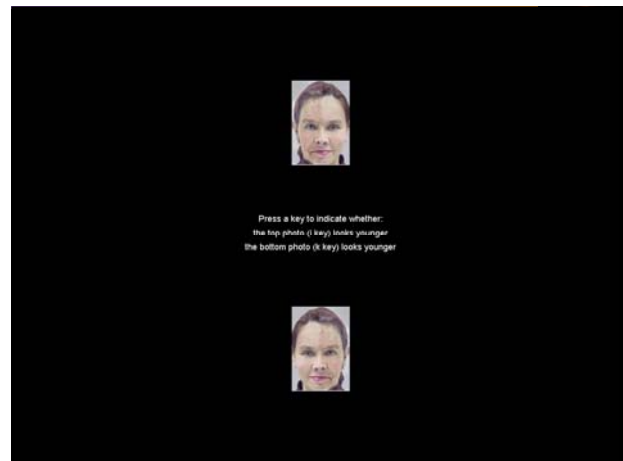 Press a key to indicate whether:
the top photo (i key) looks younger
the bottom photo (k key) looks younger